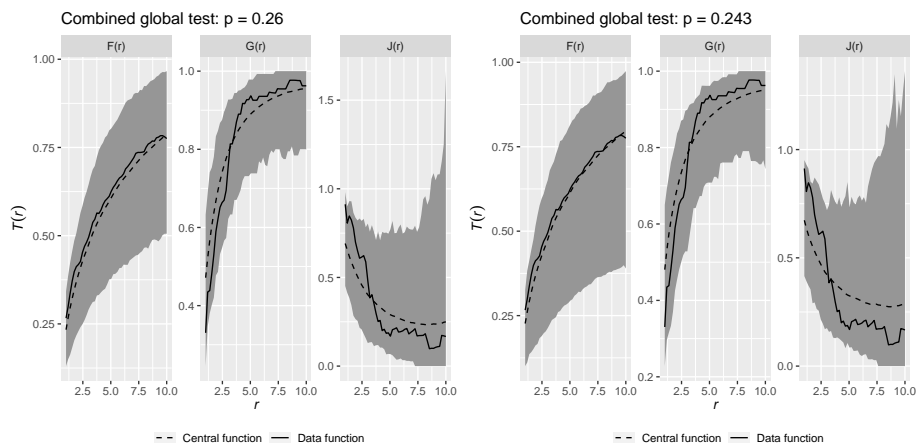 Combined global test: p = 0.26
F(r) G(r) J(r)
1.00
0.75
0.50
0.25
1.0
0.8
0.6
0.4
1.5
1.0
0.5
0.0
T(r)
2.5 5.0 7.5 10.0 2.5 5.0 7.5 10.0 2.5 5.0 7.5 10.0
r
Central function Data function
Combined global test: p = 0.243
F(r) G(r) J(r)
1.00
0.75
0.50
0.25
1.0
0.8
0.6
0.4
0.2
1.0
0.5
0.0
T(r)
2.5 5.0 7.5 10.0 2.5 5.0 7.5 10.0 2.5 5.0 7.5 10.0
r
Central function Data function